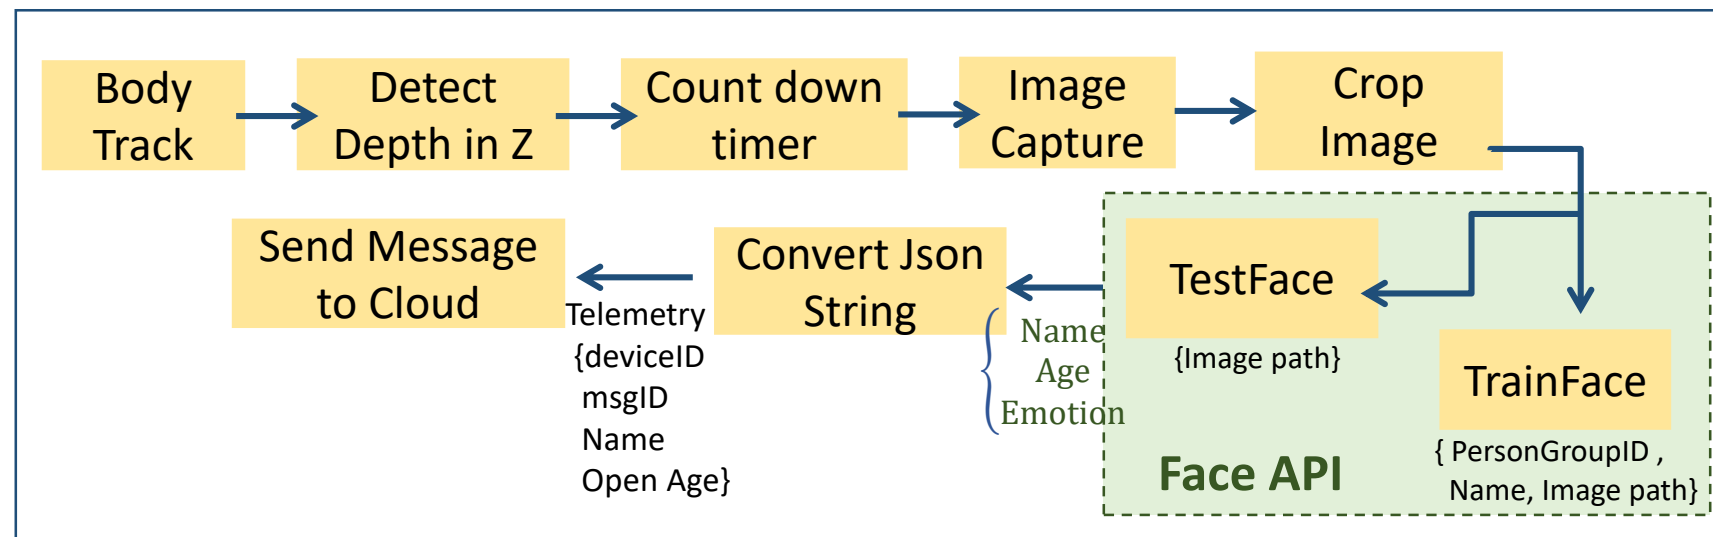 Body
Track
Detect
Depth in Z
Count down
timer
Image
Capture
Crop
Image
Send Message
to Cloud
Telemetry
{deviceID
msgID
Name
Open Age}
Convert Json
String
Name
Age
Emotion
TestFace
{Image path}
TrainFace
{ PersonGroupID ,
Name, Image path}
Face API